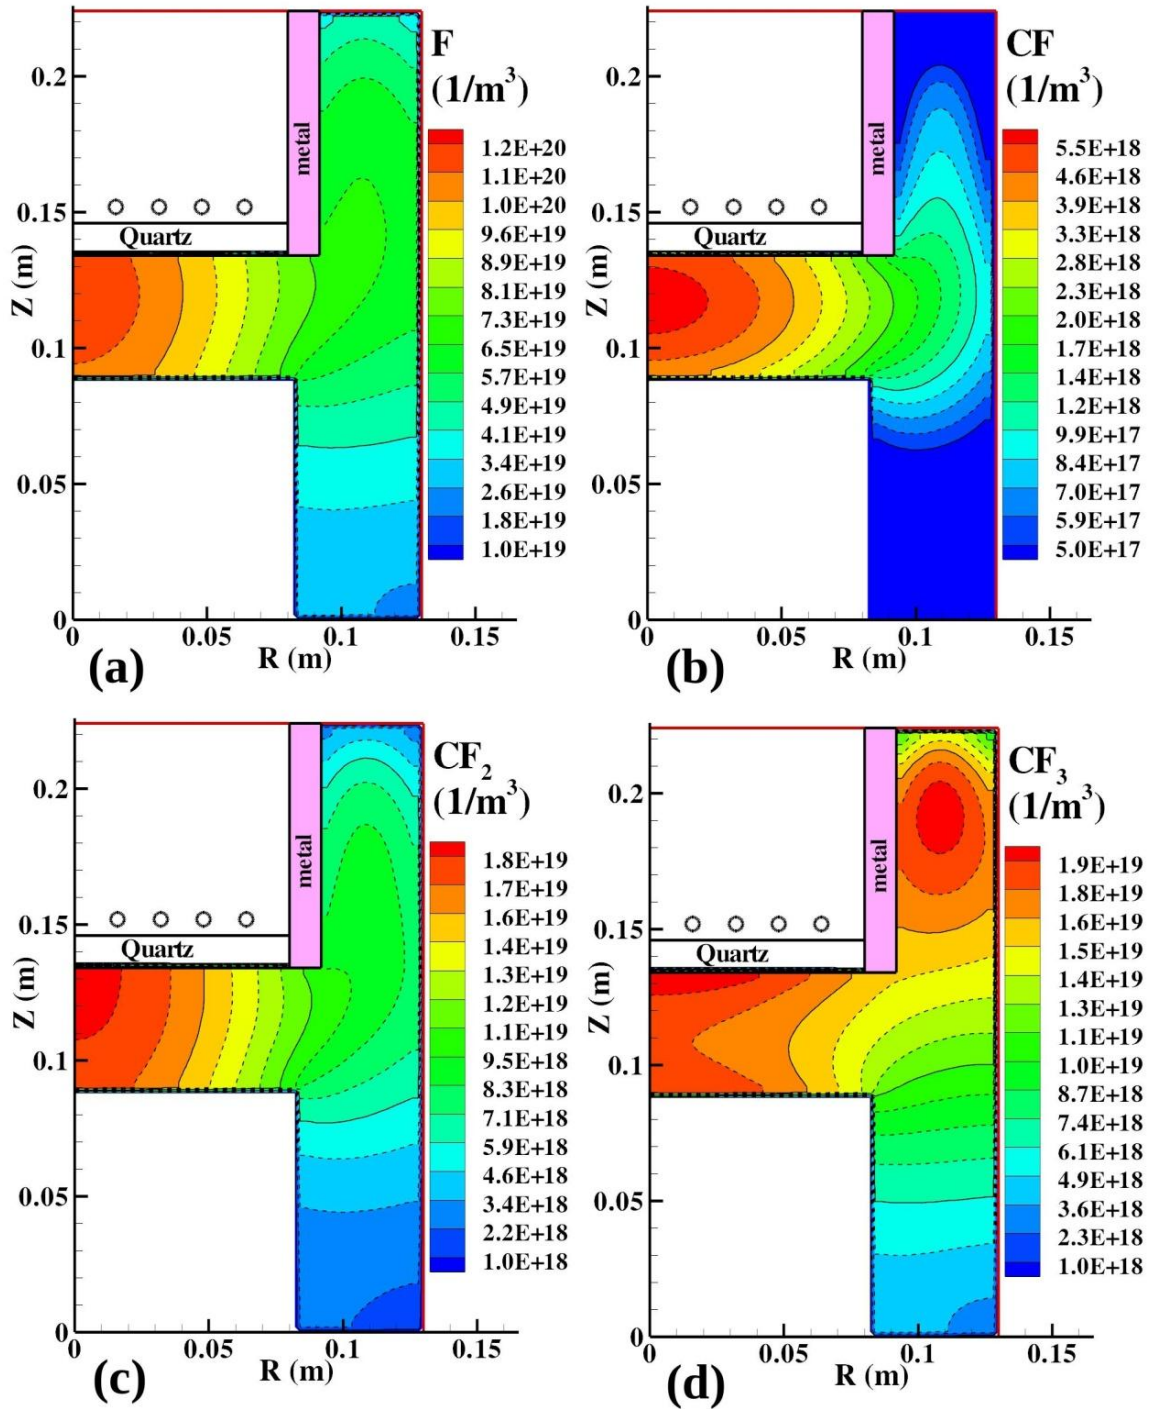 F
(1/m³)
1.2E+20
1.1E+20
1.0E+20
9.6E+19
8.9E+19
8.1E+19
7.3E+19
6.5E+19
5.7E+19
4.9E+19
4.1E+19
3.4E+19
2.6E+19
1.8E+19
1.0E+19
metal
Quartz
Z (m)
0.2
0.15
0.1
0.05
0
0 0.05 0.1 0.15
R (m)
(a)
CF
(1/m³)
5.5E+18
4.6E+18
3.9E+18
3.3E+18
2.8E+18
2.3E+18
2.0E+18
1.7E+18
1.4E+18
1.2E+18
9.9E+17
8.4E+17
7.0E+17
5.9E+17
5.0E+17
metal
Quartz
Z (m)
0.2
0.15
0.1
0.05
0
0 0.05 0.1 0.15
R (m)
(b)
CF₂
(1/m³)
1.8E+19
1.7E+19
1.6E+19
1.4E+19
1.3E+19
1.2E+19
1.1E+19
9.5E+18
8.3E+18
7.1E+18
5.9E+18
4.6E+18
3.4E+18
2.2E+18
1.0E+18
metal
Quartz
Z (m)
0.2
0.15
0.1
0.05
0
0 0.05 0.1 0.15
R (m)
(c)
CF₃
(1/m³)
1.9E+19
1.8E+19
1.6E+19
1.5E+19
1.4E+19
1.3E+19
1.1E+19
1.0E+19
8.7E+18
7.4E+18
6.1E+18
4.9E+18
3.6E+18
2.3E+18
1.0E+18
metal
Quartz
Z (m)
0.2
0.15
0.1
0.05
0
0 0.05 0.1 0.15
R (m)
(d)